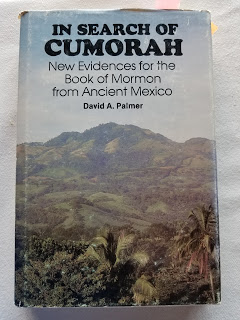 IN SEARCH OF
CUMORAH
New Evidences for the
Book of Mormon
from Ancient Mexico
David A. Palmer